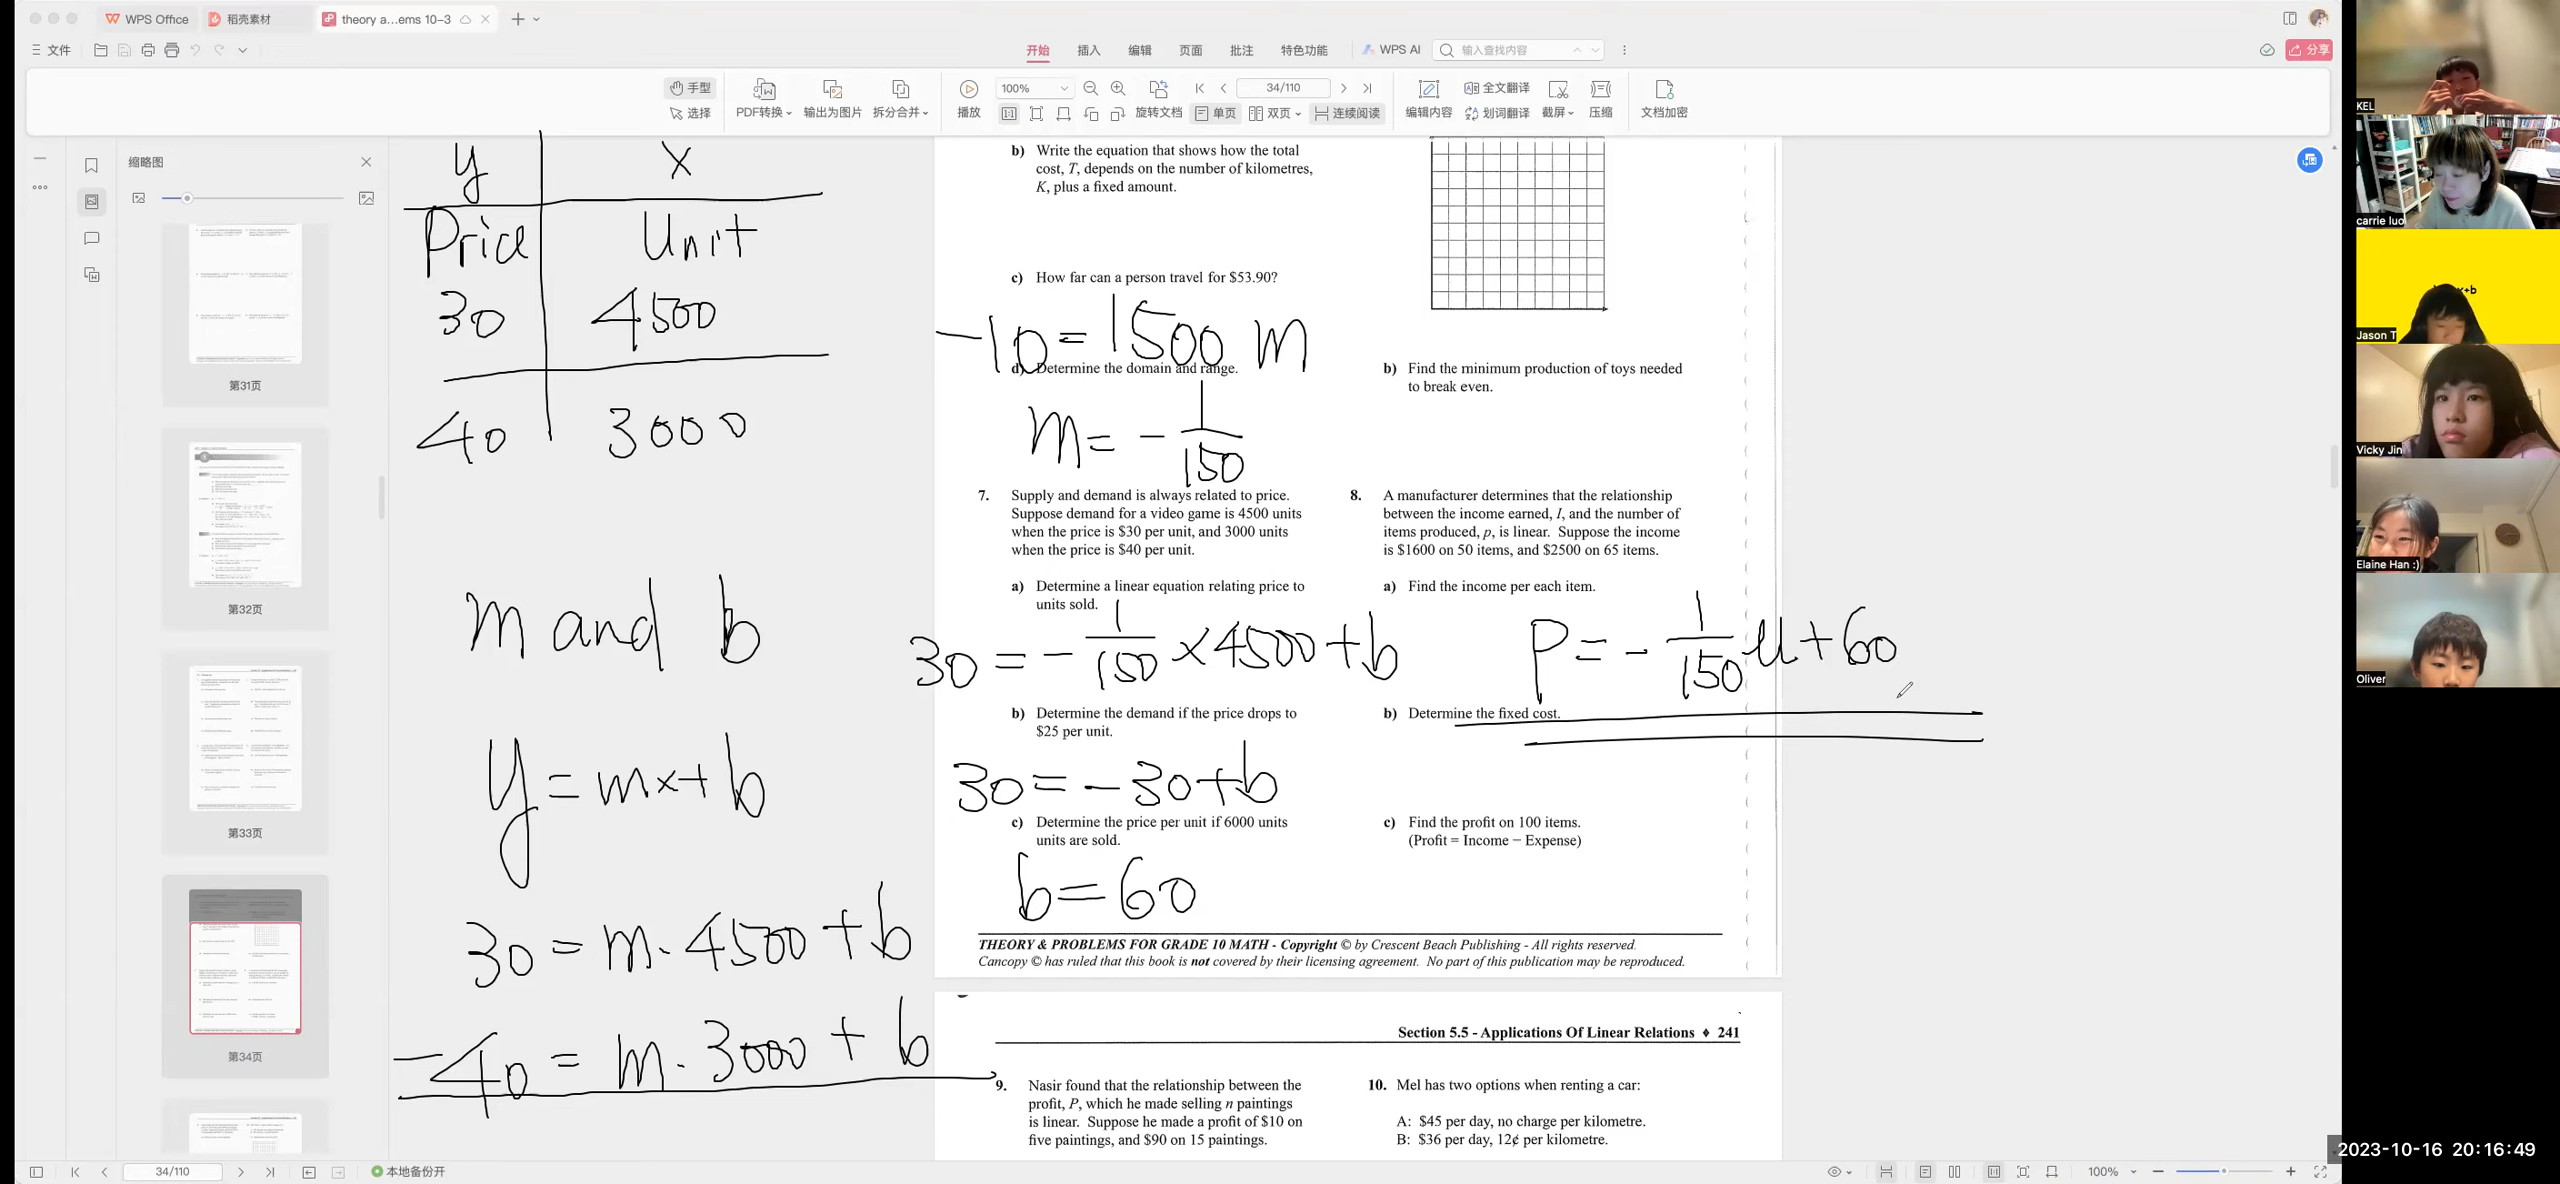 WPS Office
稻壳素材
theory a...ems 10-3
文件
开始
插入
编辑
页面
批注
特色功能
WPS AI
输入查找内容
分享
手型
选择
PDF转换
输出为图片
拆分合并
播放
100%
旋转文档
34/110
单页
双页
连续阅读
编辑内容
全文翻译
划词翻译
截屏
压缩
文档加密
缩略图
第31页
第32页
第33页
第34页
y x
Price Unit
30 4500
40 3000
m and b
y = mx + b
30 = m · 4500 + b
- 40 = m · 3000 + b
b) Write the equation that shows how the total
cost, T, depends on the number of kilometres,
K, plus a fixed amount.
c) How far can a person travel for $53.90?
-10 = 1500 m
d) Determine the domain and range.
m = - 1/150
7. Supply and demand is always related to price.
Suppose demand for a video game is 4500 units
when the price is $30 per unit, and 3000 units
when the price is $40 per unit.
a) Determine a linear equation relating price to
units sold.
30 = - 1/150 × 4500 + b
b) Determine the demand if the price drops to
$25 per unit.
30 = - 30 + b
c) Determine the price per unit if 6000 units
units are sold.
b = 60
b) Find the minimum production of toys needed
to break even.
8. A manufacturer determines that the relationship
between the income earned, I, and the number of
items produced, p, is linear. Suppose the income
is $1600 on 50 items, and $2500 on 65 items.
a) Find the income per each item.
P = - 1/150 u + 60
b) Determine the fixed cost.
c) Find the profit on 100 items.
(Profit = Income − Expense)
THEORY & PROBLEMS FOR GRADE 10 MATH - Copyright © by Crescent Beach Publishing - All rights reserved.
Cancopy © has ruled that this book is not covered by their licensing agreement. No part of this publication may be reproduced.
Section 5.5 - Applications Of Linear Relations ♦ 241
9. Nasir found that the relationship between the
profit, P, which he made selling n paintings
is linear. Suppose he made a profit of $10 on
five paintings, and $90 on 15 paintings.
10. Mel has two options when renting a car:
A: $45 per day, no charge per kilometre.
B: $36 per day, 12¢ per kilometre.
34/110
本地备份开
100%
KEL
carrie luo
Jason T
Vicky Jin
Elaine Han :)
Oliver
2023-10-16 20:16:49